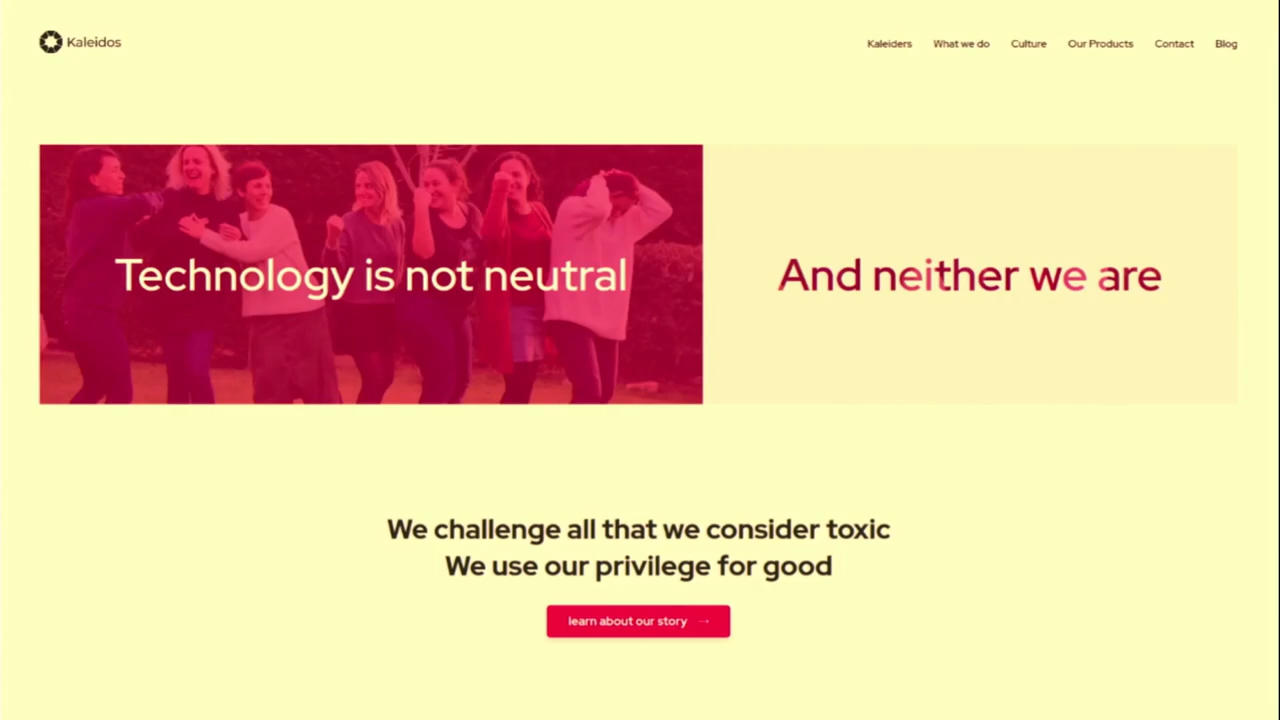 Kaleidos
Kaleiders
What we do
Culture
Our Products
Contact
Blog
Technology is not neutral
And neither we are
We challenge all that we consider toxic
We use our privilege for good
learn about our story →